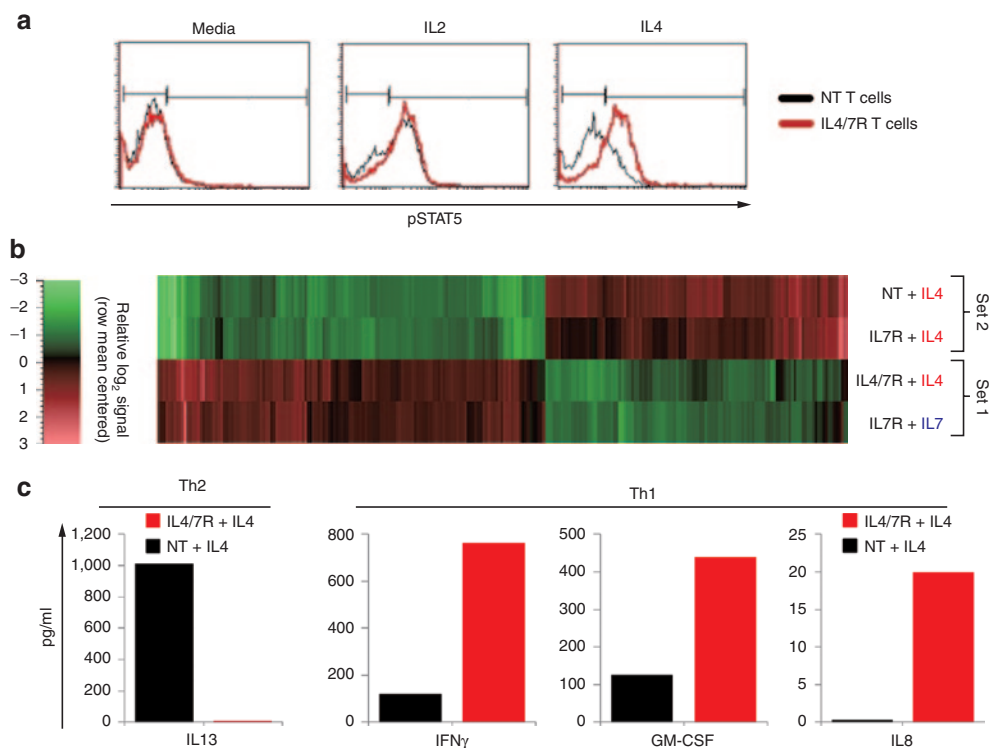 a
Media
IL2
IL4
NT T cells
IL4/7R T cells
pSTAT5
b
–3
–2
–1
0
1
2
3
Relative log2 signal
(row mean centered)
NT + IL4
IL7R + IL4
IL4/7R + IL4
IL7R + IL7
Set 2
Set 1
c
Th2
Th1
IL4/7R + IL4
NT + IL4
pg/ml
1,200
1,000
800
600
400
200
0
IL13
800
600
400
200
0
IFNγ
500
400
300
200
100
0
GM-CSF
IL4/7R + IL4
NT + IL4
25
20
15
10
5
0
IL8